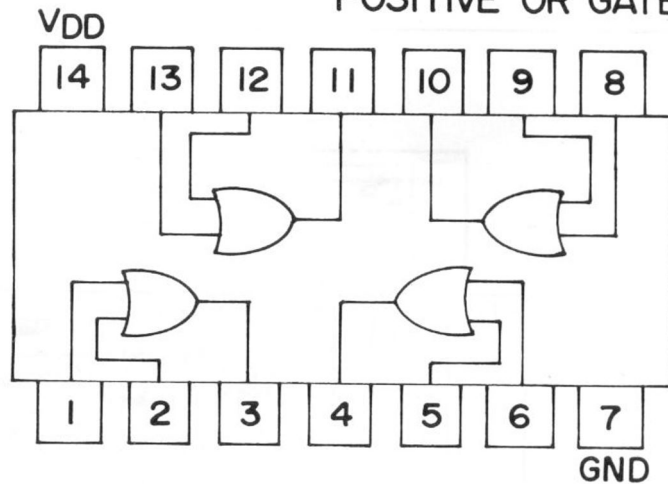 POSITIVE OR GATE
VDD
14 13 12 11 10 9 8
1 2 3 4 5 6 7
GND